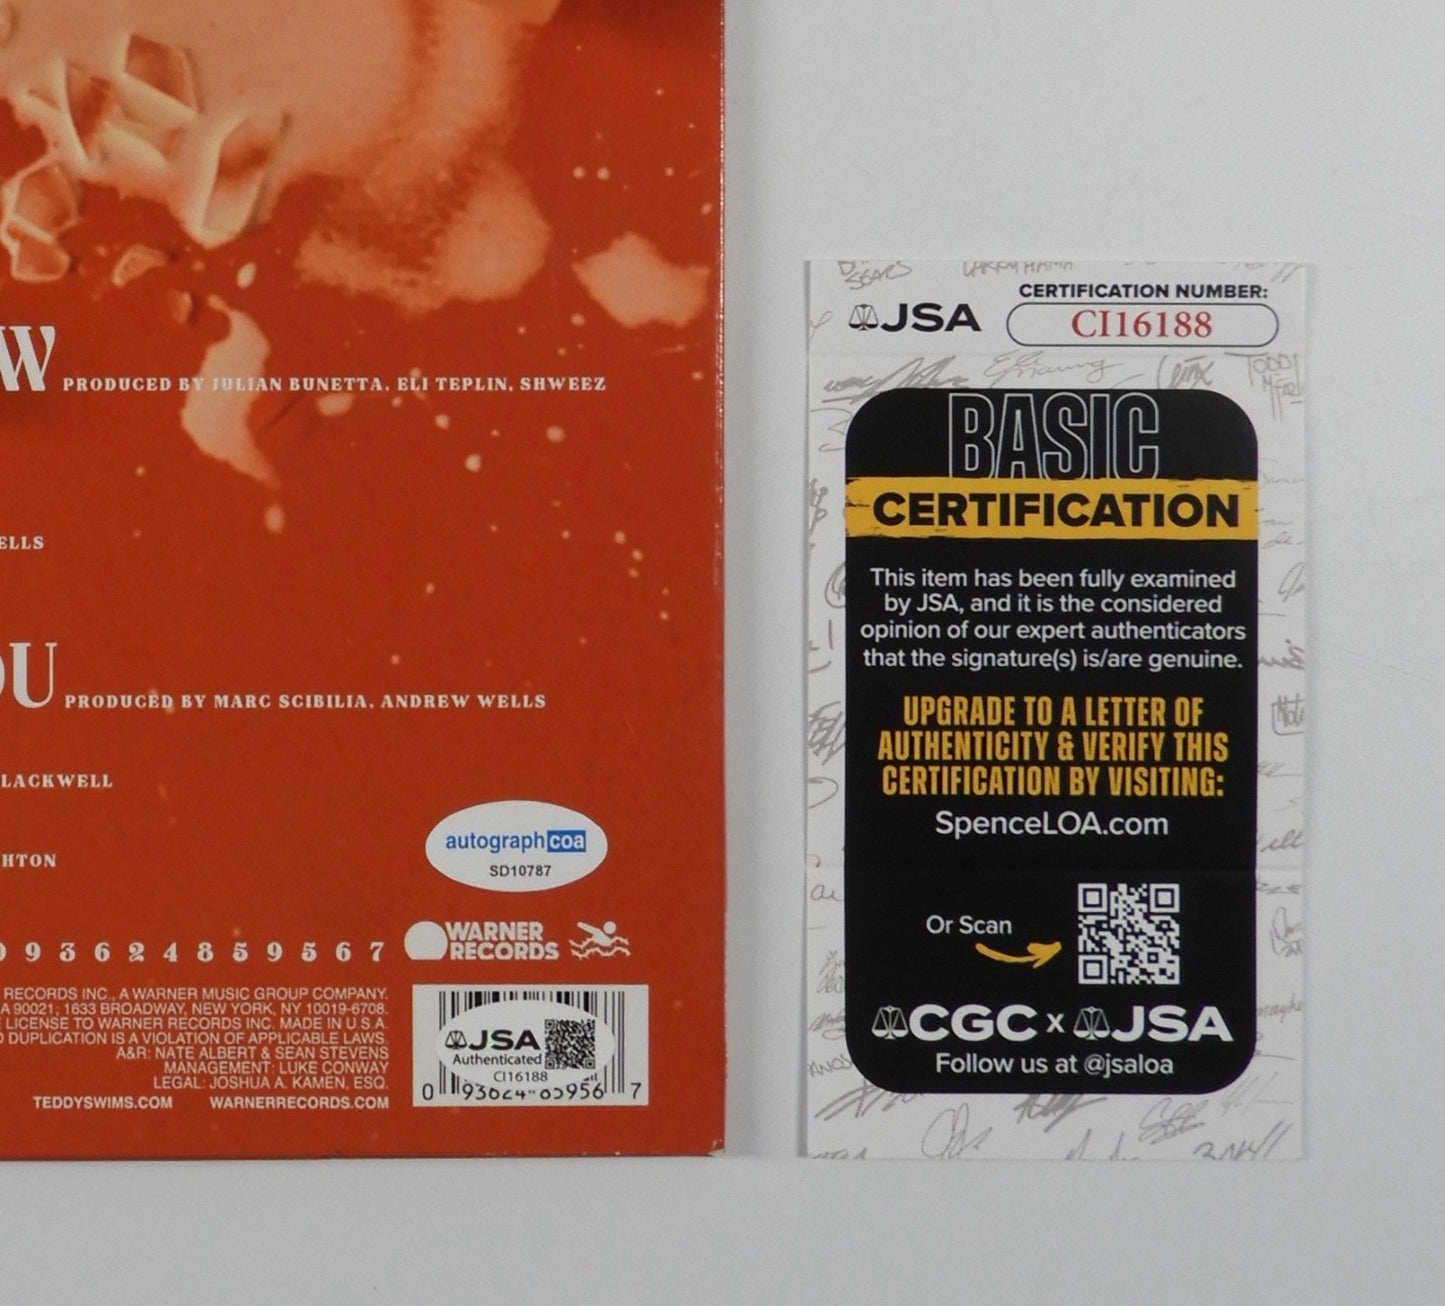 W PRODUCED BY JULIAN BUNETTA, ELI TEPLIN, SHWEEZ
ELLS
OU PRODUCED BY MARC SCIBILIA, ANDREW WELLS
LACKWELL
HTON
autographcoa
SD10787
0 9 3 6 2 4 8 5 9 5 6 7
WARNER
RECORDS
RECORDS INC., A WARNER MUSIC GROUP COMPANY.
A 90021; 1633 BROADWAY, NEW YORK, NY 10019-6708.
LICENSE TO WARNER RECORDS INC. MADE IN U S A.
D DUPLICATION IS A VIOLATION OF APPLICABLE LAWS.
A&R: NATE ALBERT & SEAN STEVENS
MANAGEMENT: LUKE CONWAY
LEGAL: JOSHUA A. KAMEN, ESQ.
TEDDYSWIMS.COM WARNERRECORDS.COM
JSA
Authenticated
CI16188
0 93624 85956 7
JSA
CERTIFICATION NUMBER:
CI16188
BASIC
CERTIFICATION
This item has been fully examined
by JSA, and it is the considered
opinion of our expert authenticators
that the signature(s) is/are genuine.
UPGRADE TO A LETTER OF
AUTHENTICITY & VERIFY THIS
CERTIFICATION BY VISITING:
SpenceLOA.com
Or Scan
CGC x JSA
Follow us at @jsaloa